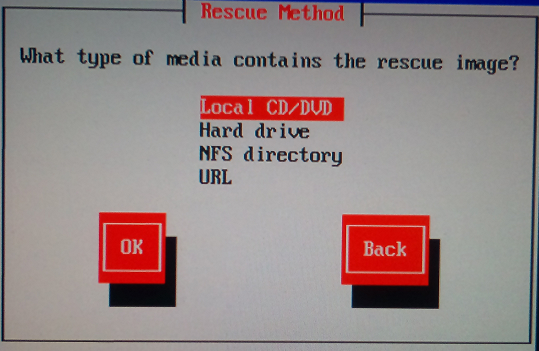 Rescue Method
What type of media contains the rescue image?
Local CD/DVD
Hard drive
NFS directory
URL
OK
Back